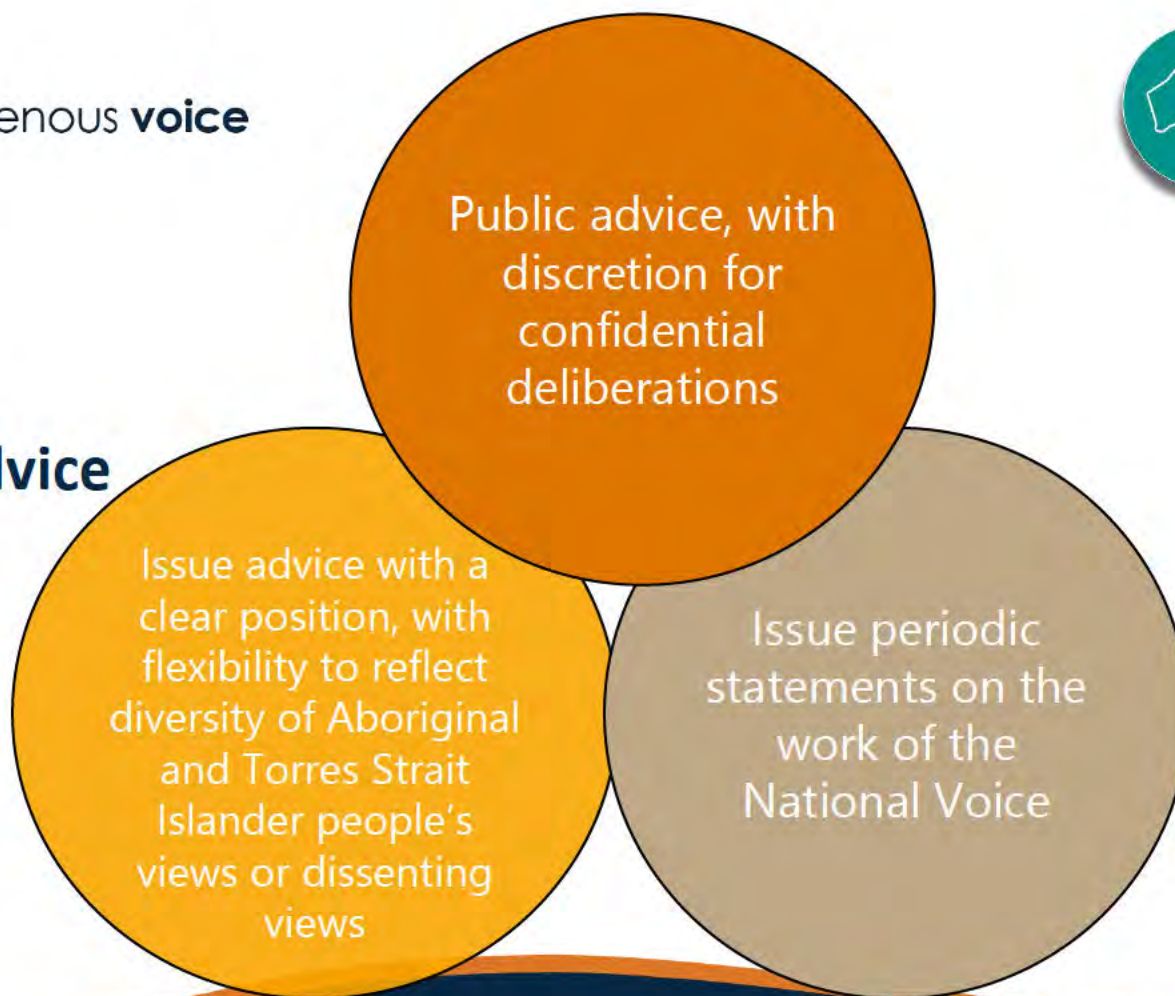 enous voice
Public advice, with
discretion for
confidential
deliberations
lvice
Issue advice with a
clear position, with
flexibility to reflect
diversity of Aboriginal
and Torres Strait
Islander people's
views or dissenting
views
Issue periodic
statements on the
work of the
National Voice